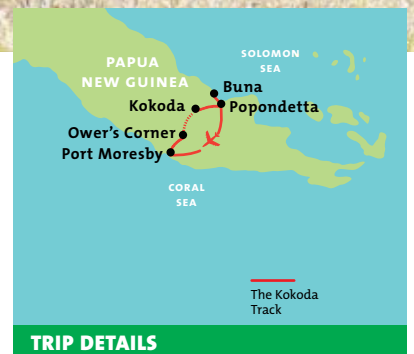 PAPUA
NEW GUINEA
SOLOMON
SEA
Buna
Kokoda
Popondetta
Ower's Corner
Port Moresby
CORAL
SEA
The Kokoda
Track
TRIP DETAILS